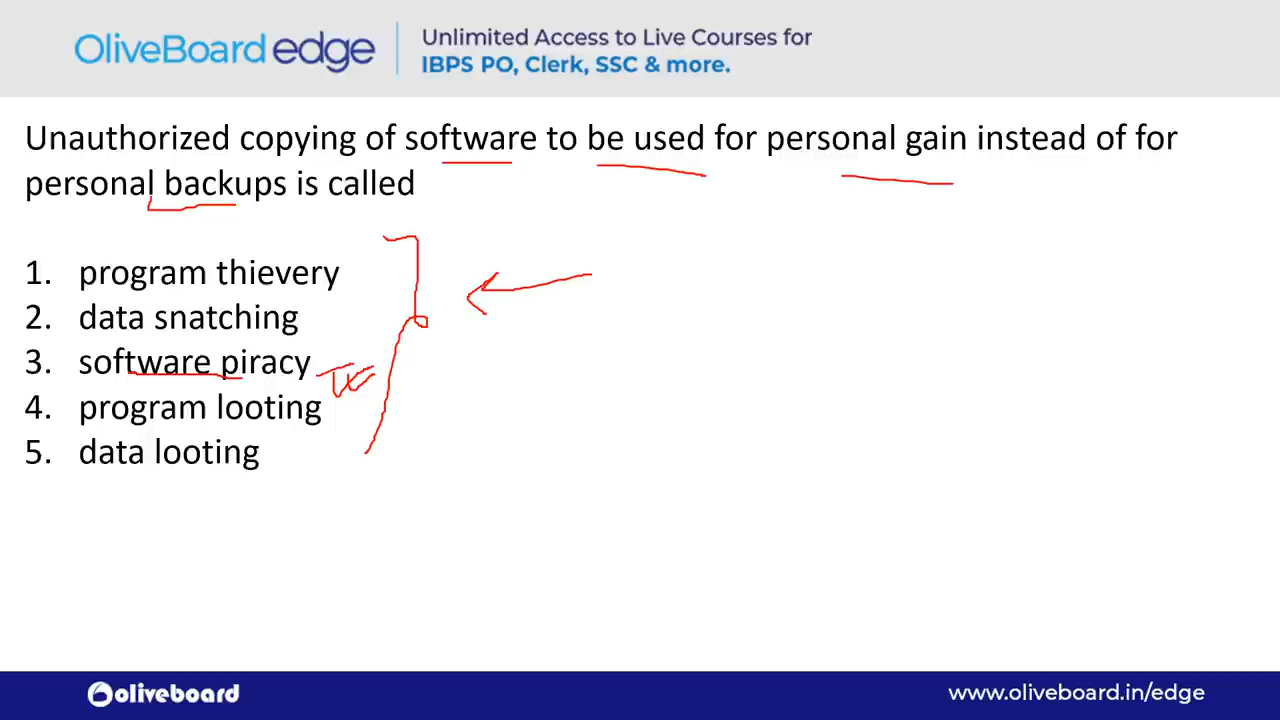 OliveBoard edge
Unlimited Access to Live Courses for
IBPS PO, Clerk, SSC & more.
Unauthorized copying of software to be used for personal gain instead of for
personal backups is called
1. program thievery
2. data snatching
3. software piracy
4. program looting
5. data looting
oliveboard
www.oliveboard.in/edge